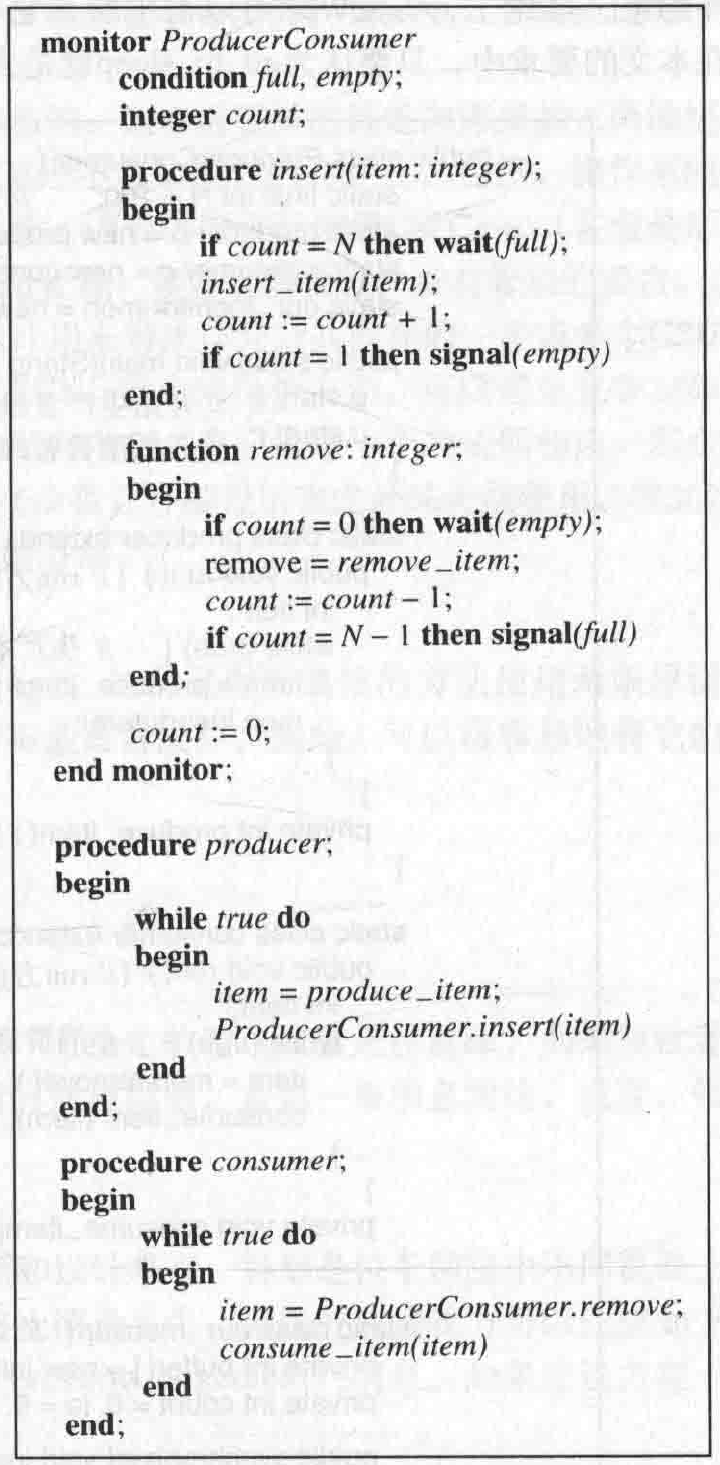 monitor ProducerConsumer
condition full, empty;
integer count;
procedure insert(item: integer);
begin
if count = N then wait(full);
insert_item(item);
count := count + 1;
if count = 1 then signal(empty)
end;
function remove: integer;
begin
if count = 0 then wait(empty);
remove = remove_item;
count := count − 1;
if count = N − 1 then signal(full)
end;
count := 0;
end monitor;
procedure producer;
begin
while true do
begin
item = produce_item;
ProducerConsumer.insert(item)
end
end;
procedure consumer;
begin
while true do
begin
item = ProducerConsumer.remove;
consume_item(item)
end
end;